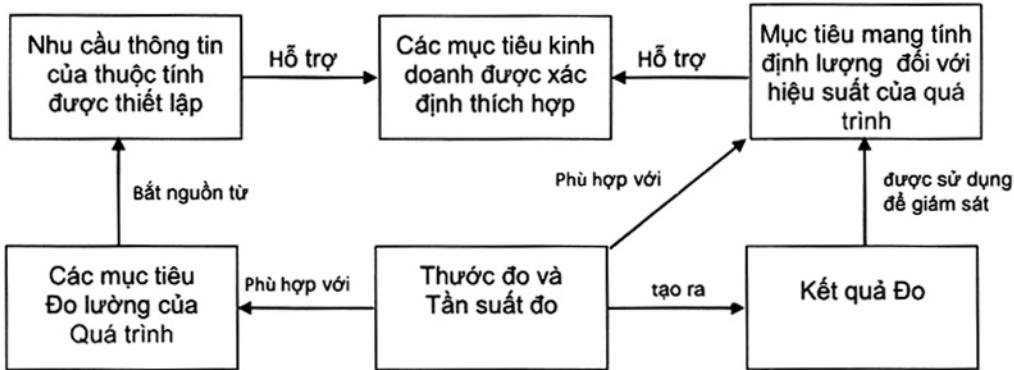 Nhu cầu thông tin
của thuộc tính
được thiết lập
Hỗ trợ
Các mục tiêu kinh
doanh được xác
định thích hợp
Hỗ trợ
Mục tiêu mang tính
định lượng đối với
hiệu suất của quá
trình
Bắt nguồn từ
Phù hợp với
được sử dụng
để giám sát
Các mục tiêu
Đo lường của
Quá trình
Phù hợp với
Thước đo và
Tần suất đo
tạo ra
Kết quả Đo